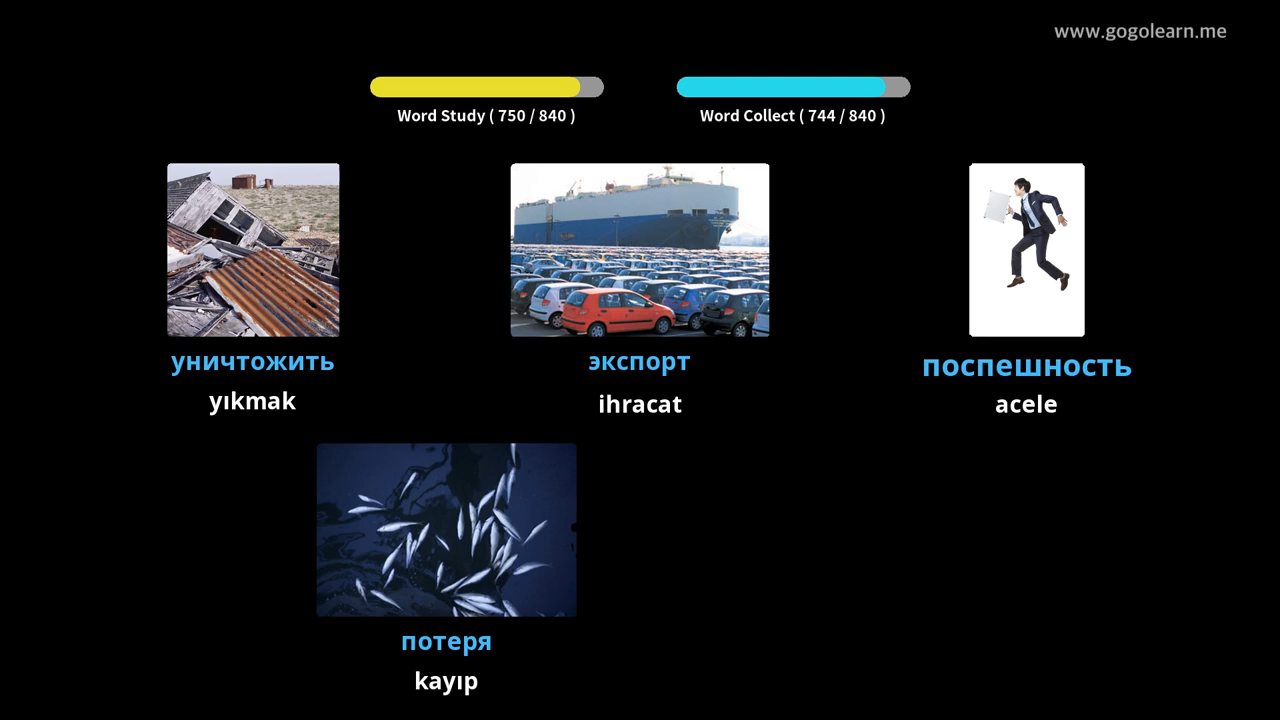 www.gogolearn.me
Word Study ( 750 / 840 )
Word Collect ( 744 / 840 )
уничтожить
yıkmak
экспорт
ihracat
поспешность
acele
потеря
kayıp